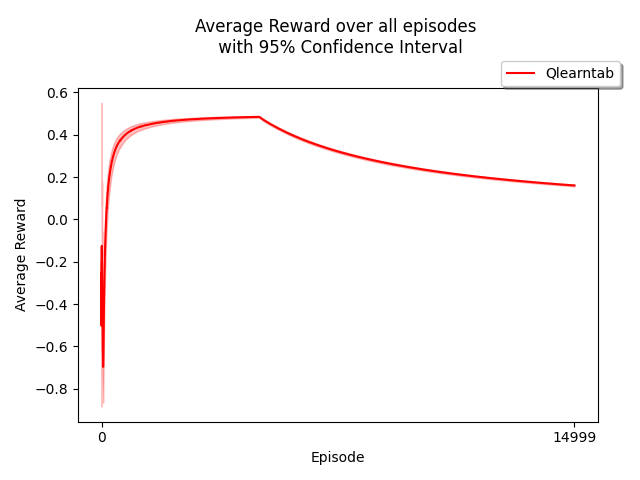 Average Reward over all episodes
with 95% Confidence Interval
Qlearntab
0.6
0.4
0.2
0.0
−0.2
−0.4
−0.6
−0.8
Average Reward
0
14999
Episode